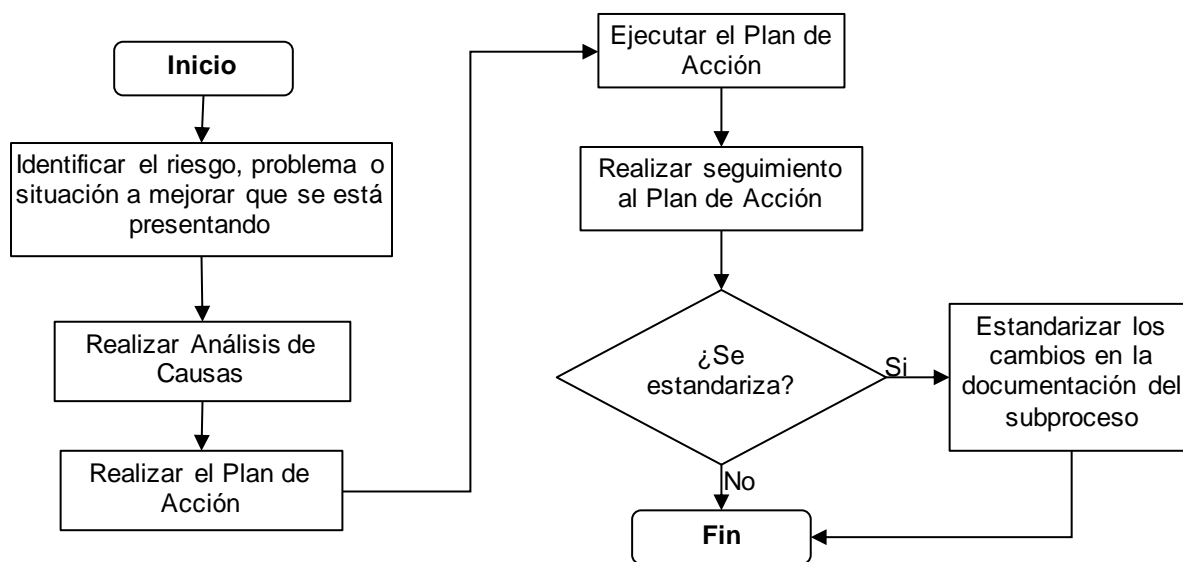 Inicio
Identificar el riesgo, problema o
situación a mejorar que se está
presentando
Realizar Análisis de
Causas
Realizar el Plan de
Acción
Ejecutar el Plan de
Acción
Realizar seguimiento
al Plan de Acción
¿Se
estandariza?
Si
Estandarizar los
cambios en la
documentación del
subproceso
No
Fin